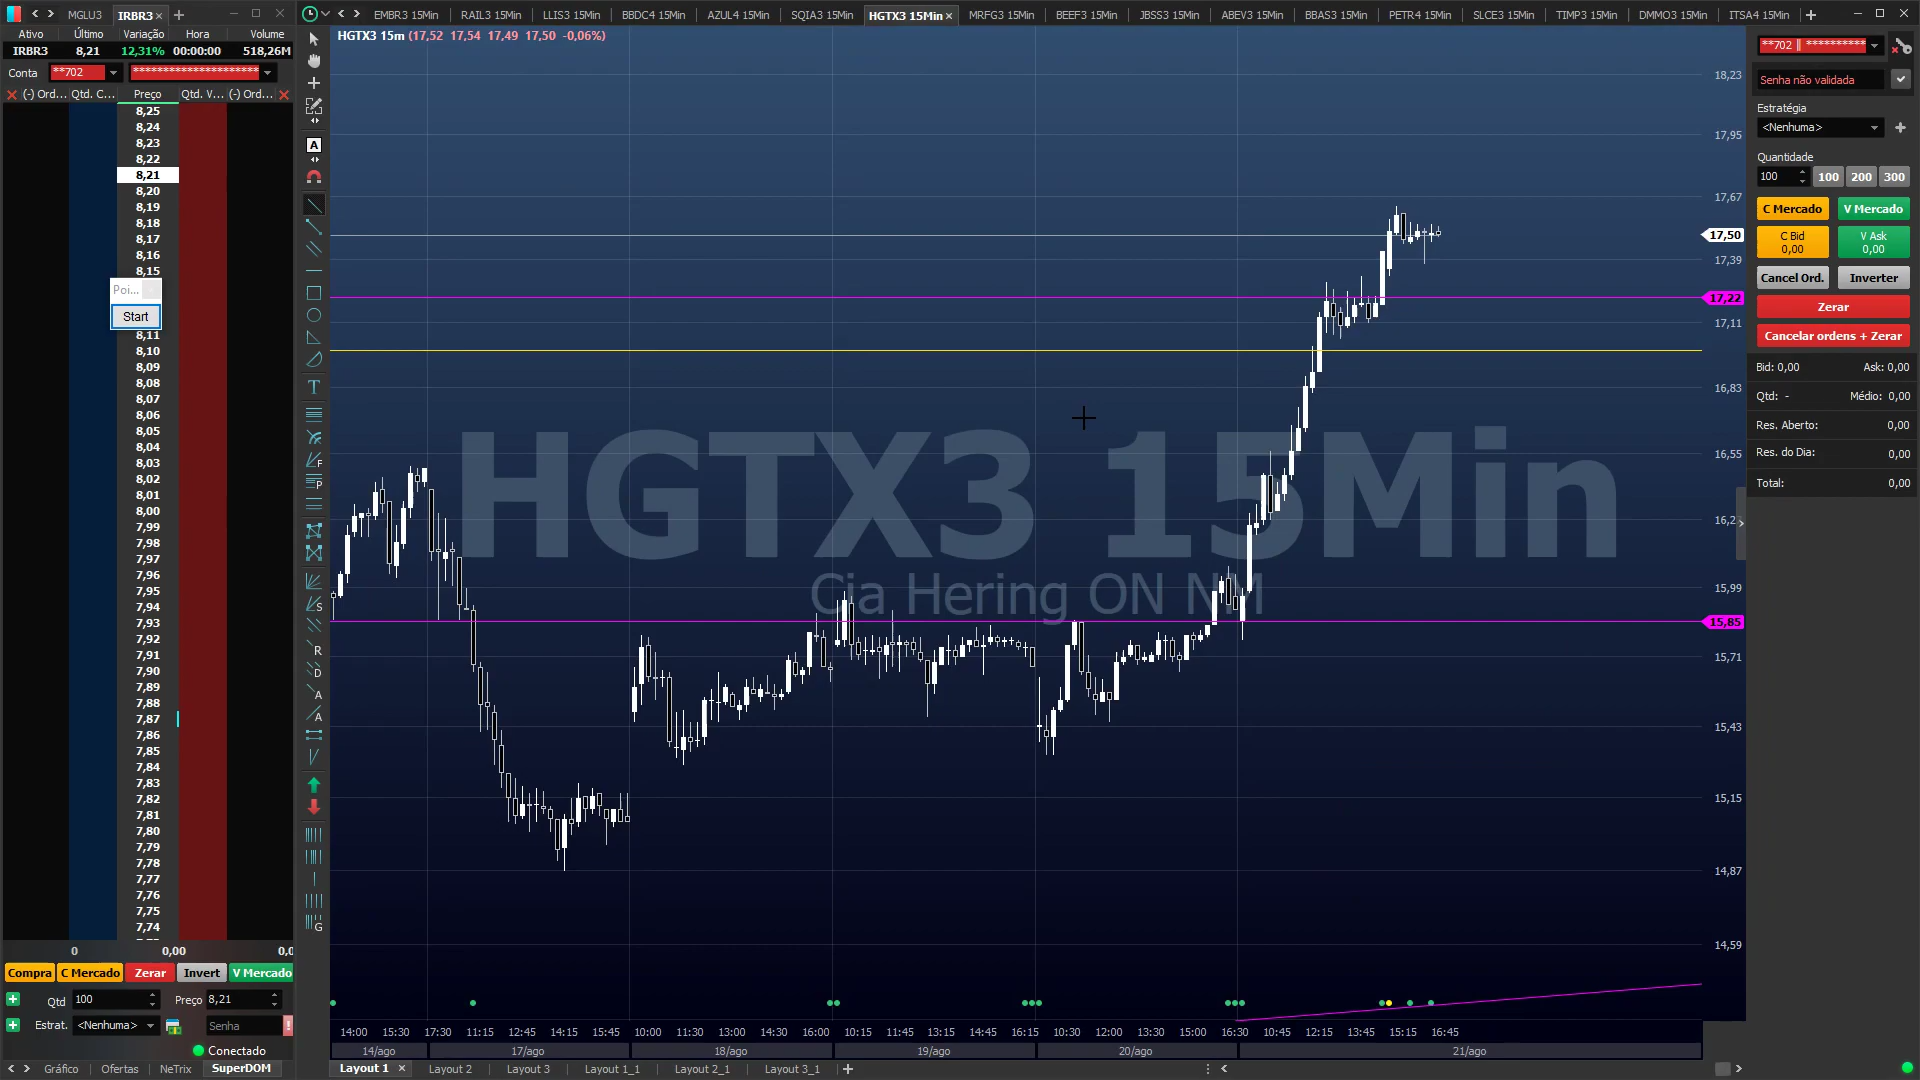 MGLU3 IRBR3
EMBR3 15Min RAIL3 15Min LLIS3 15Min BBDC4 15Min AZUL4 15Min SQIA3 15Min HGTX3 15Min MRFG3 15Min BEEF3 15Min JBSS3 15Min ABEV3 15Min BBAS3 15Min PETR4 15Min SLCE3 15Min TIMP3 15Min DMMO3 15Min ITSA4 15Min
Ativo Último Variação Hora Volume
IRBR3 8,21 12,31% 00:00:00 518,26M
Conta **702 *********************
(-) Ord... Qtd. C... Preço Qtd. V... (-) Ord...
8,25
8,24
8,23
8,22
8,21
8,20
8,19
8,18
8,17
8,16
8,15
Poi...
Start
8,11
8,10
8,09
8,08
8,07
8,06
8,05
8,04
8,03
8,02
8,01
8,00
7,99
7,98
7,97
7,96
7,95
7,94
7,93
7,92
7,91
7,90
7,89
7,88
7,87
7,86
7,85
7,84
7,83
7,82
7,81
7,80
7,79
7,78
7,77
7,76
7,75
7,74
0 0,00 0,0
Compra C Mercado Zerar Invert V Mercado
Qtd 100 Preço 8,21
Estrat. <Nenhuma> Senha
Conectado
Gráfico Ofertas NeTrix SuperDOM
HGTX3 15m (17,52 17,54 17,49 17,50 -0,06%)
HGTX3 15Min
Cia Hering ON NM
18,23
17,95
17,67
17,50
17,39
17,22
17,11
16,83
16,55
16,2
15,99
15,85
15,71
15,43
15,15
14,87
14,59
14:00 15:30 17:30 11:15 12:45 14:15 15:45 10:00 11:30 13:00 14:30 16:00 10:15 11:45 13:15 14:45 16:15 10:30 12:00 13:30 15:00 16:30 10:45 12:15 13:45 15:15 16:45
14/ago 17/ago 18/ago 19/ago 20/ago 21/ago
Layout 1 Layout 2 Layout 3 Layout 1_1 Layout 2_1 Layout 3_1
**702 || **********
Senha não validada
Estratégia
<Nenhuma>
Quantidade
100 100 200 300
C Mercado V Mercado
C Bid V Ask
0,00 0,00
Cancel Ord. Inverter
Zerar
Cancelar ordens + Zerar
Bid: 0,00 Ask: 0,00
Qtd: - Médio: 0,00
Res. Aberto: 0,00
Res. do Dia: 0,00
Total: 0,00